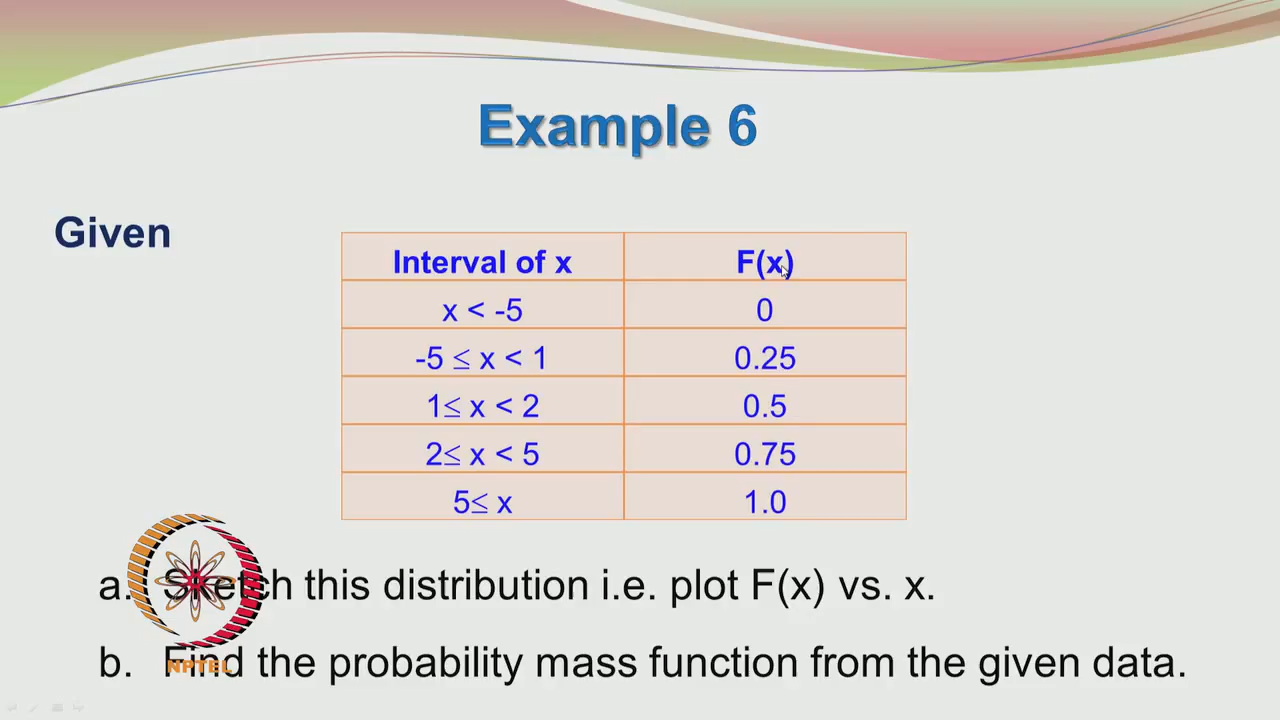 Example 6
Given
Interval of x F(x)
x < -5 0
-5 ≤ x < 1 0.25
1≤ x < 2 0.5
2≤ x < 5 0.75
5≤ x 1.0
a. Sketch this distribution i.e. plot F(x) vs. x.
b. Find the probability mass function from the given data.
NPTEL